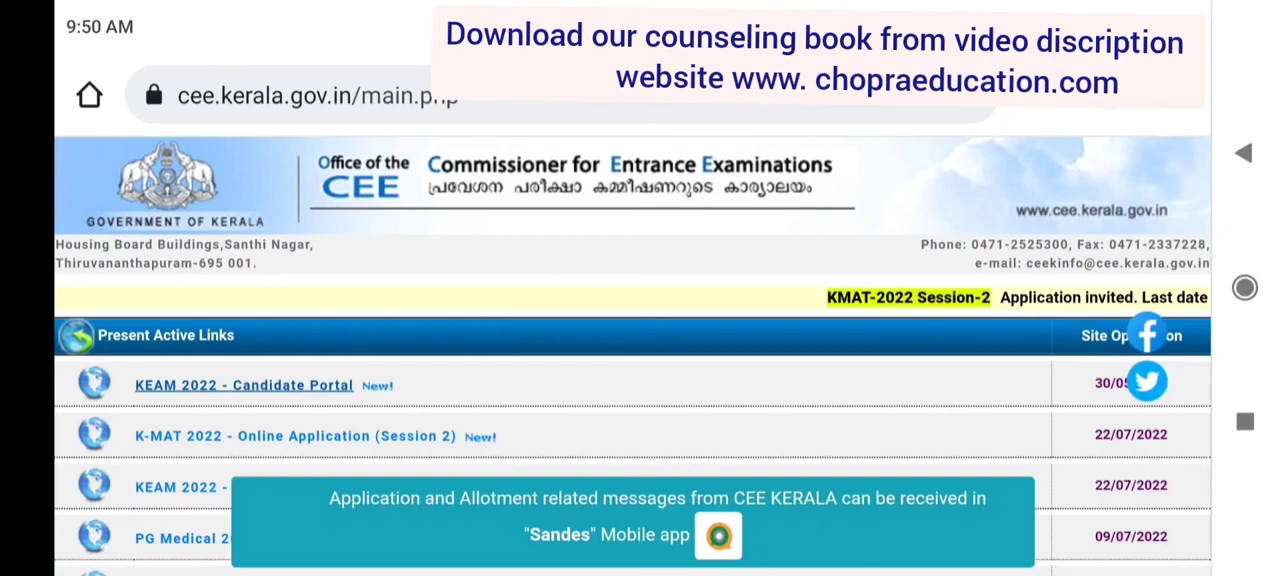 9:50 AM
Download our counseling book from video discription
website www. chopraeducation.com
cee.kerala.gov.in/main.php
Office of the Commissioner for Entrance Examinations
CEE പ്രവേശന പരീക്ഷാ കമ്മീഷണറുടെ കാര്യാലയം
GOVERNMENT OF KERALA
www.cee.kerala.gov.in
Housing Board Buildings,Santhi Nagar,
Thiruvananthapuram-695 001.
Phone: 0471-2525300, Fax: 0471-2337228,
e-mail: ceekinfo@cee.kerala.gov.in
KMAT-2022 Session-2 Application invited. Last date
Present Active Links Site Op on
KEAM 2022 - Candidate Portal New! 30/05
K-MAT 2022 - Online Application (Session 2) New! 22/07/2022
KEAM 2022 - 22/07/2022
Application and Allotment related messages from CEE KERALA can be received in
"Sandes" Mobile app
PG Medical 2 09/07/2022